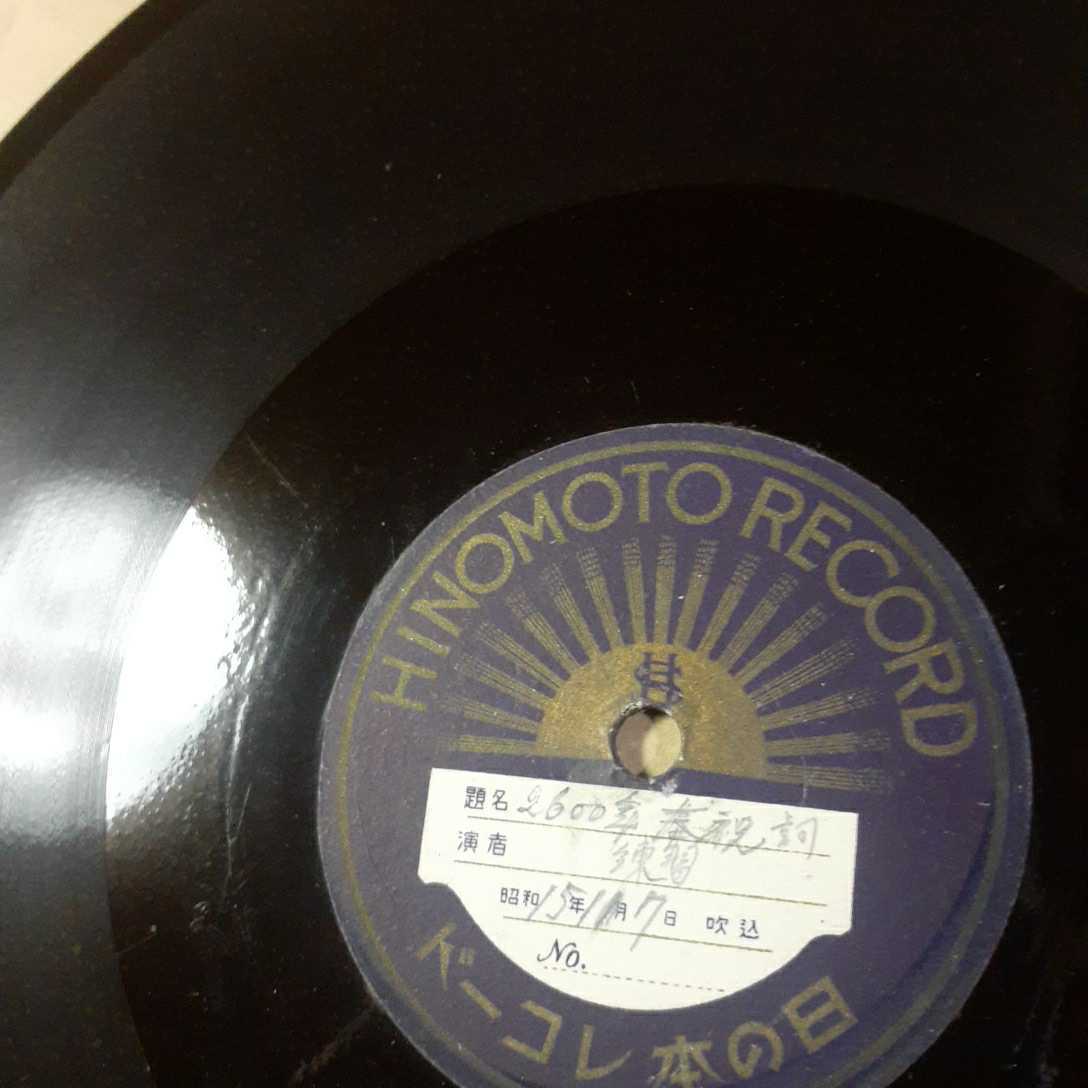 HINOMOTO RECORD
題名 2600年奉祝詞
演者 練習
昭和15年11月7日 吹込
No.
日の本レコード